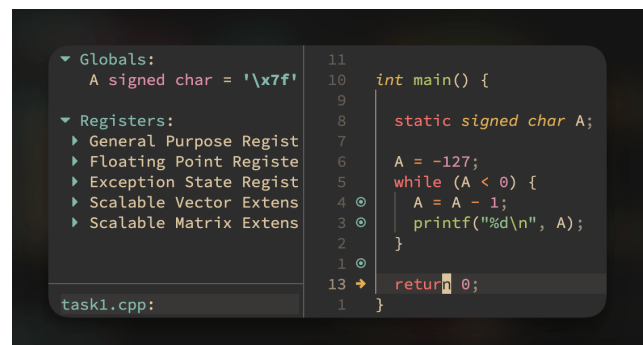 Globals:
A signed char = '\x7f'
Registers:
General Purpose Regist
Floating Point Registe
Exception State Regist
Scalable Vector Extens
Scalable Matrix Extens
task1.cpp:
11
10 int main() {
9
8 static signed char A;
7
6 A = -127;
5 while (A < 0) {
4 A = A - 1;
3 printf("%d\n", A);
2 }
1
13 return 0;
1 }